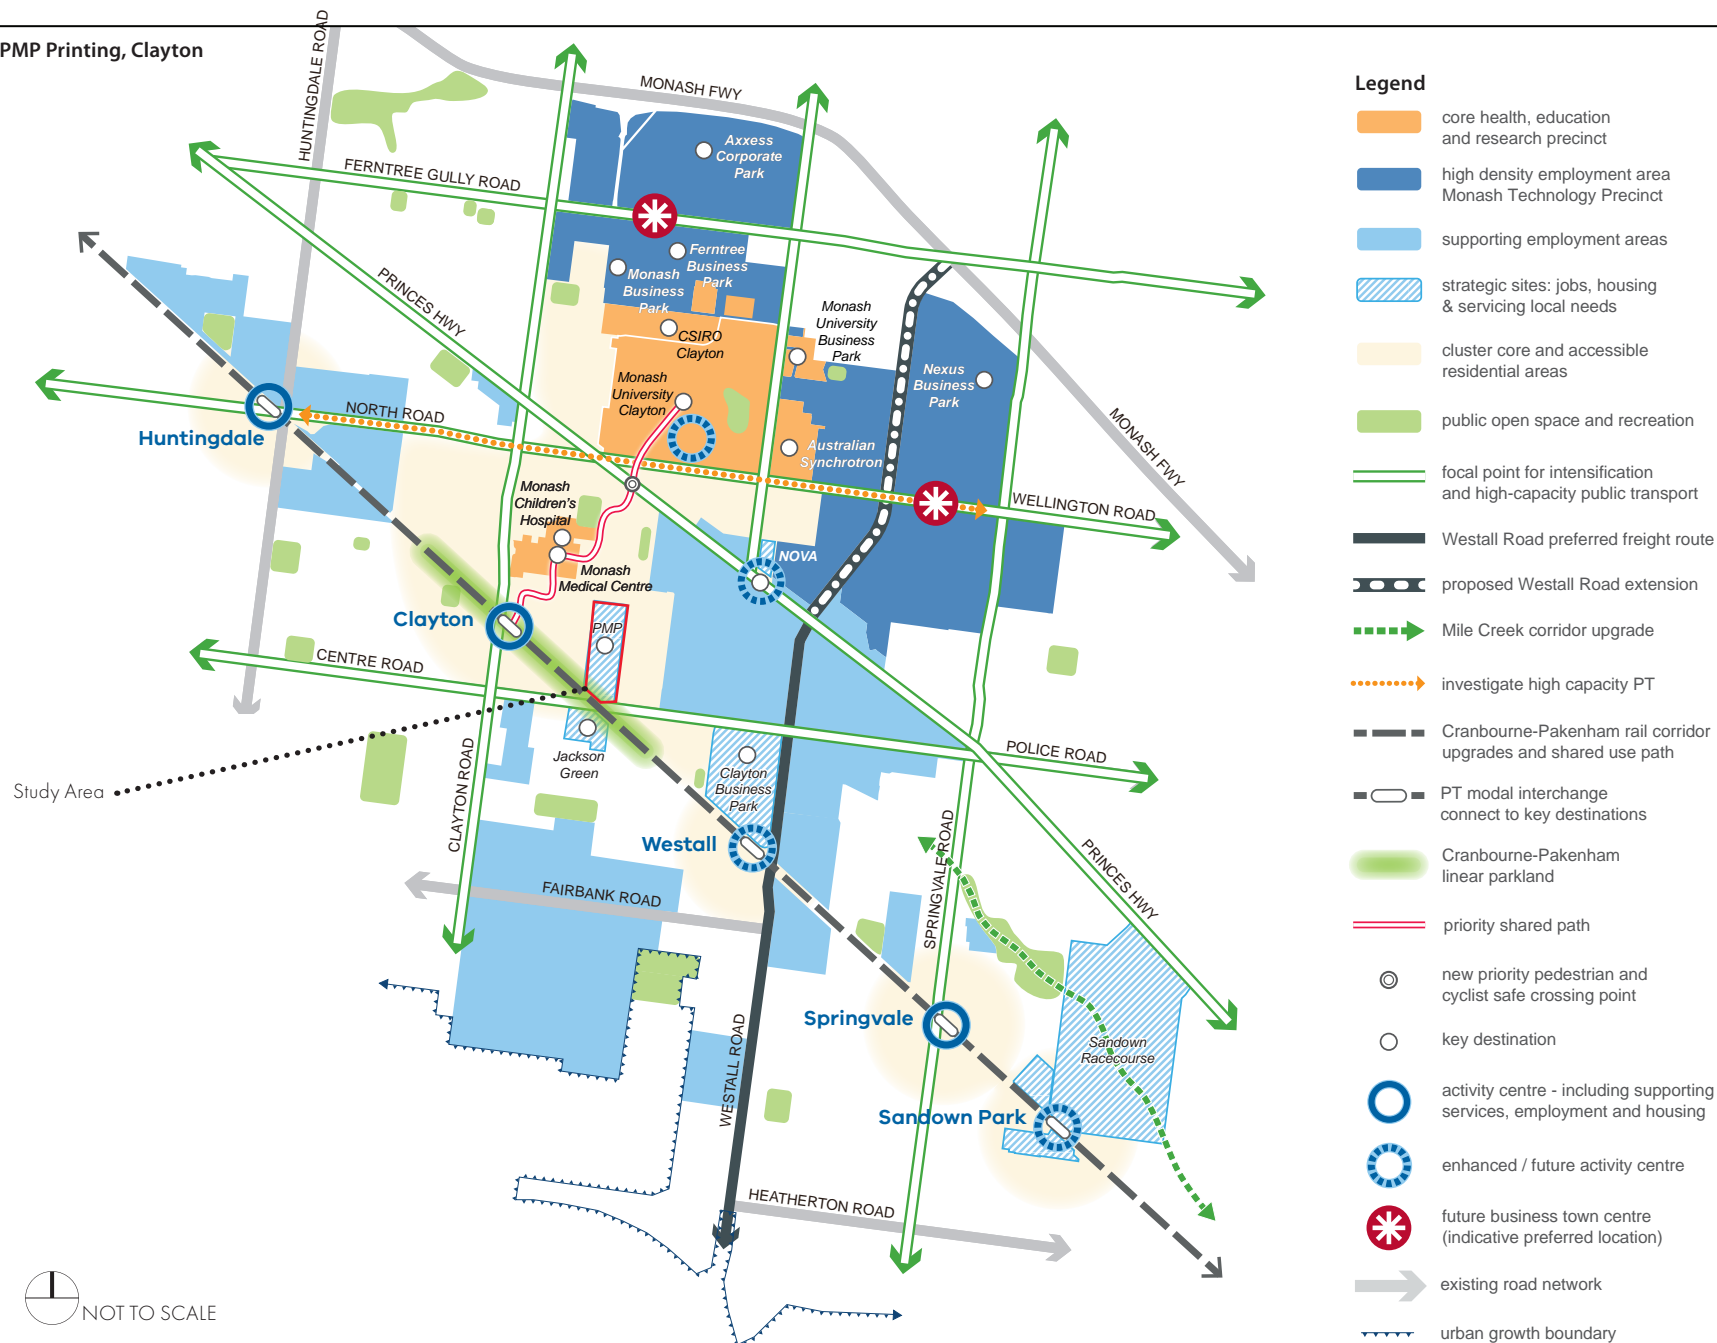 PMP Printing, Clayton
HUNTINGDALE ROAD
MONASH FWY
FERNTREE GULLY ROAD
Axxess
Corporate
Park
PRINCES HWY
Ferntree
Business
Park
Monash
Business
Park
CSIRO
Clayton
Monash
University
Business
Park
Monash
University
Clayton
Nexus
Business
Park
NORTH ROAD
Huntingdale
Australian
Synchrotron
MONASH FWY
WELLINGTON ROAD
Monash
Children's
Hospital
Monash
Medical Centre
NOVA
Clayton
PMP
CENTRE ROAD
Jackson
Green
Study Area
CLAYTON ROAD
Clayton
Business
Park
POLICE ROAD
Westall
FAIRBANK ROAD
SPRINGVALE ROAD
PRINCES HWY
Springvale
Sandown
Racecourse
WESTALL ROAD
Sandown Park
HEATHERTON ROAD
NOT TO SCALE
Legend
core health, education
and research precinct
high density employment area
Monash Technology Precinct
supporting employment areas
strategic sites: jobs, housing
& servicing local needs
cluster core and accessible
residential areas
public open space and recreation
focal point for intensification
and high-capacity public transport
Westall Road preferred freight route
proposed Westall Road extension
Mile Creek corridor upgrade
investigate high capacity PT
Cranbourne-Pakenham rail corridor
upgrades and shared use path
PT modal interchange
connect to key destinations
Cranbourne-Pakenham
linear parkland
priority shared path
new priority pedestrian and
cyclist safe crossing point
key destination
activity centre - including supporting
services, employment and housing
enhanced / future activity centre
future business town centre
(indicative preferred location)
existing road network
urban growth boundary